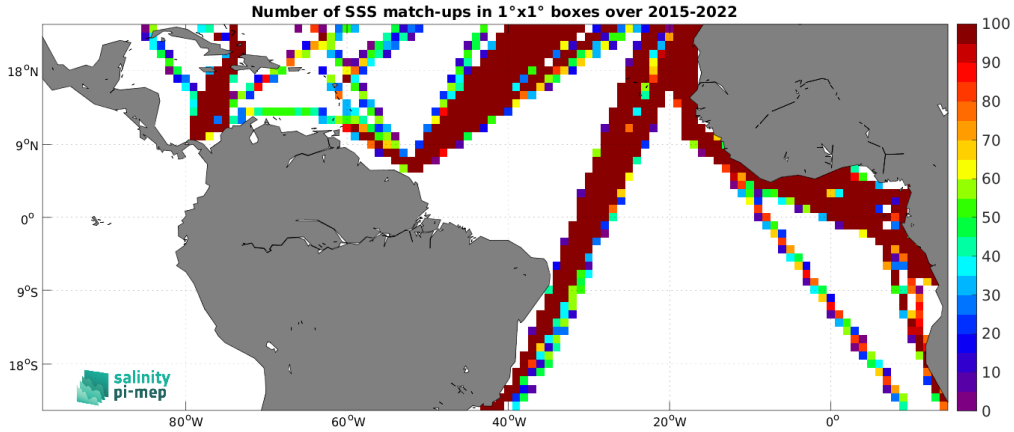 Number of SSS match-ups in 1°x1° boxes over 2015-2022
100
90
80
70
60
50
40
30
20
10
0
18°N
9°N
0°
9°S
18°S
80°W
60°W
40°W
20°W
0°
salinity
pi-mep